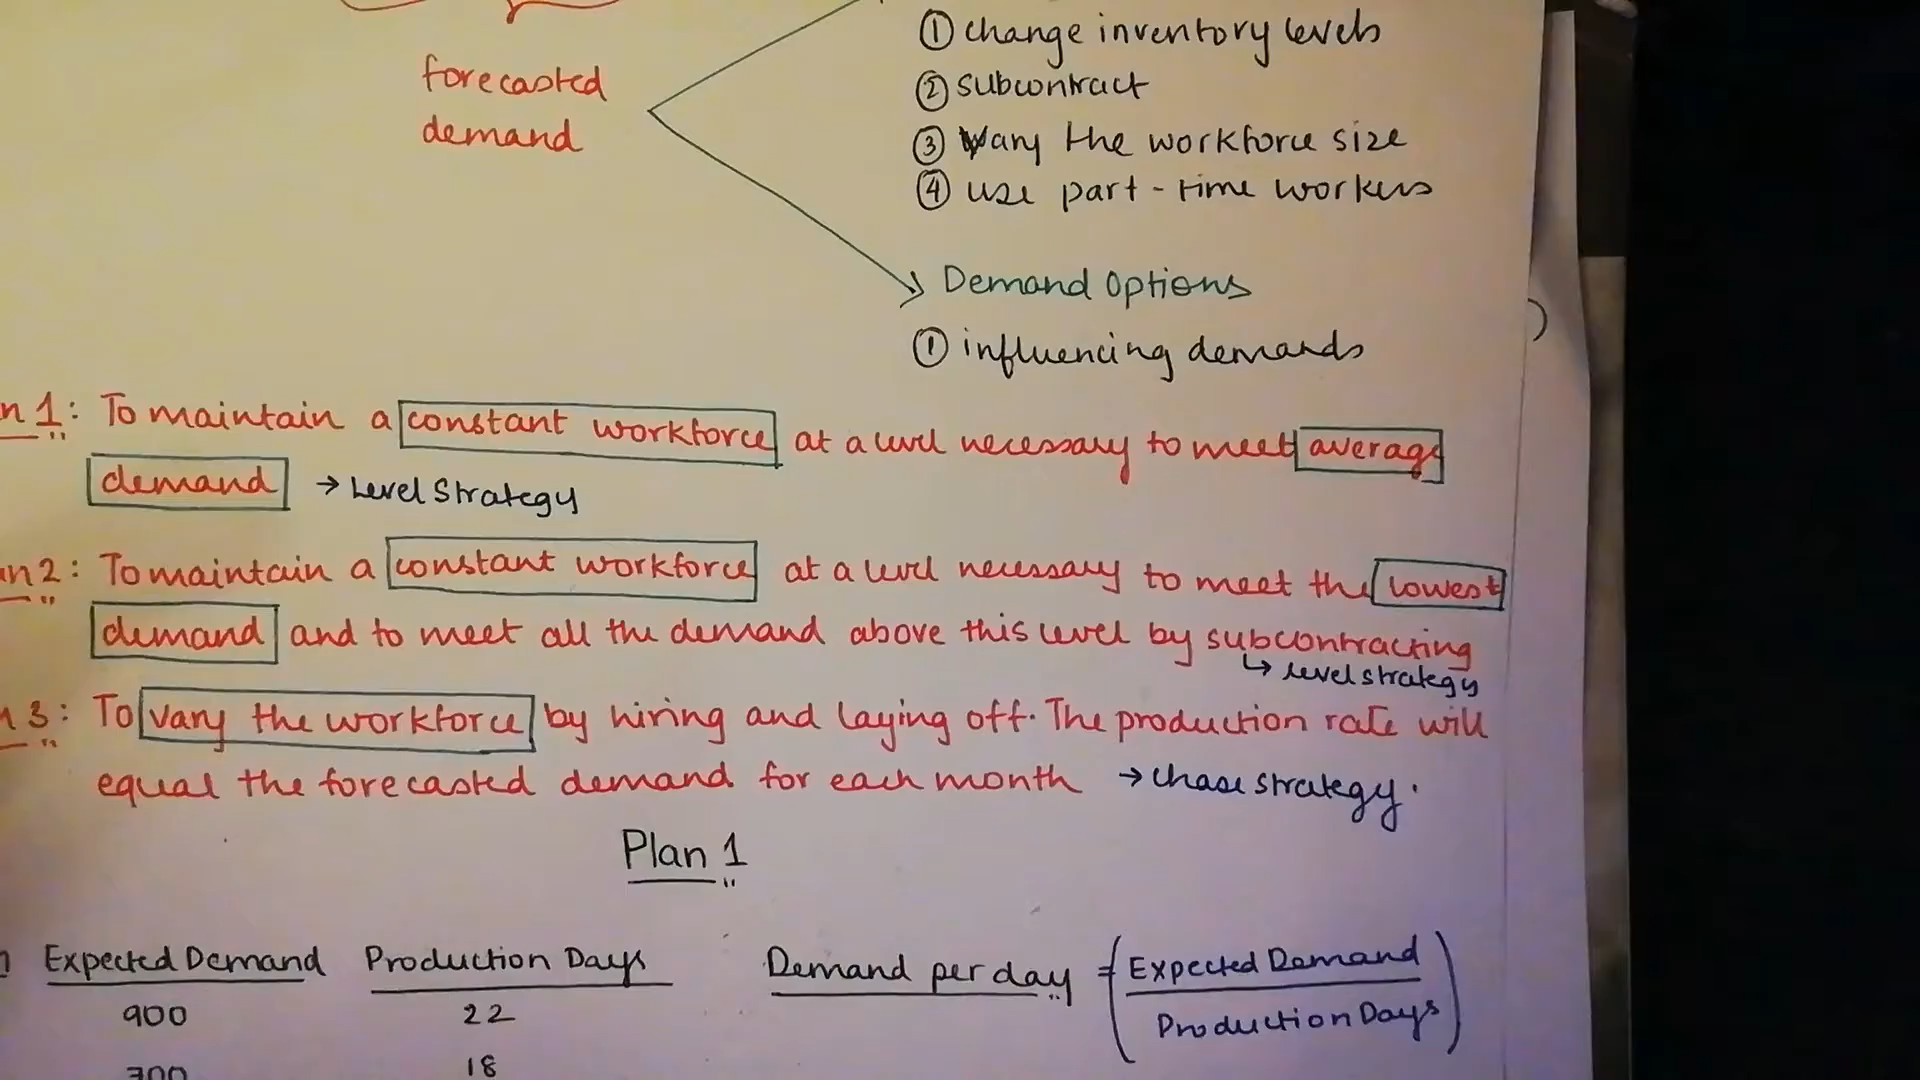 ① change inventory levels
forecasted
② subcontract
demand
③ Vary the workforce size
④ use part-time workers
Demand Options
① influencing demands
n 1: To maintain a constant workforce at a level necessary to meet average
demand → Level Strategy
an 2: To maintain a constant workforce at a level necessary to meet the lowest
demand and to meet all the demand above this level by subcontracting
↳ level strategy
n 3: To vary the workforce by hiring and laying off. The production rate will
equal the forecasted demand for each month → chase strategy.
Plan 1
Expected Demand Production Days Demand per day = (Expected Demand
Production Days)
900 22
700 18